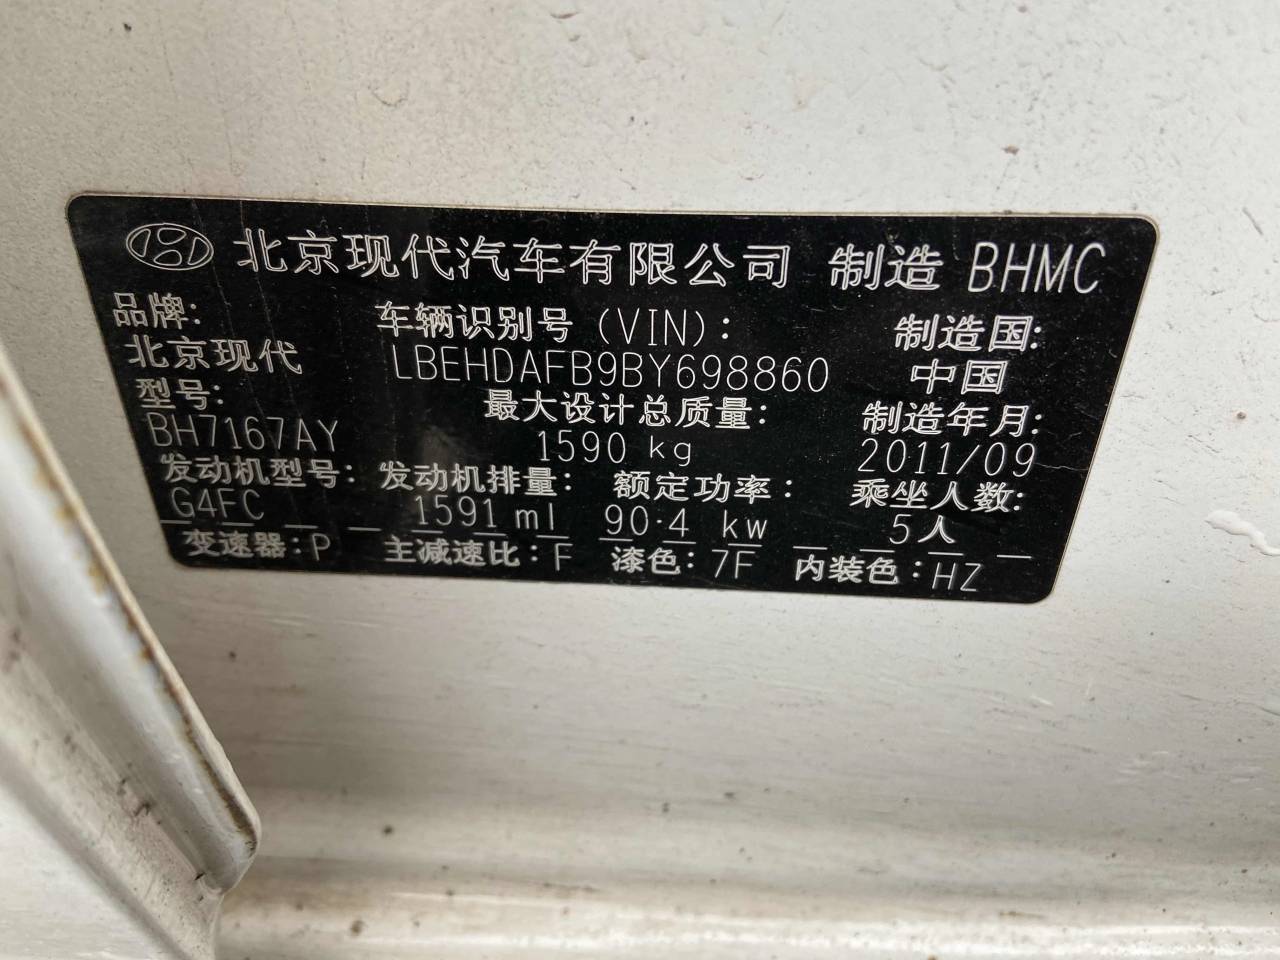 北京现代汽车有限公司 制造 BHMC
品牌: 车辆识别号 (VIN): 制造国:
北京现代 LBEHDAFB9BY698860 中国
型号: 最大设计总质量: 制造年月:
BH7167AY 1590 kg 2011/09
发动机型号: 发动机排量: 额定功率: 乘坐人数:
G4FC 1591 ml 90.4 kw 5人
变速器:P 主减速比:F 漆色:7F 内装色:HZ